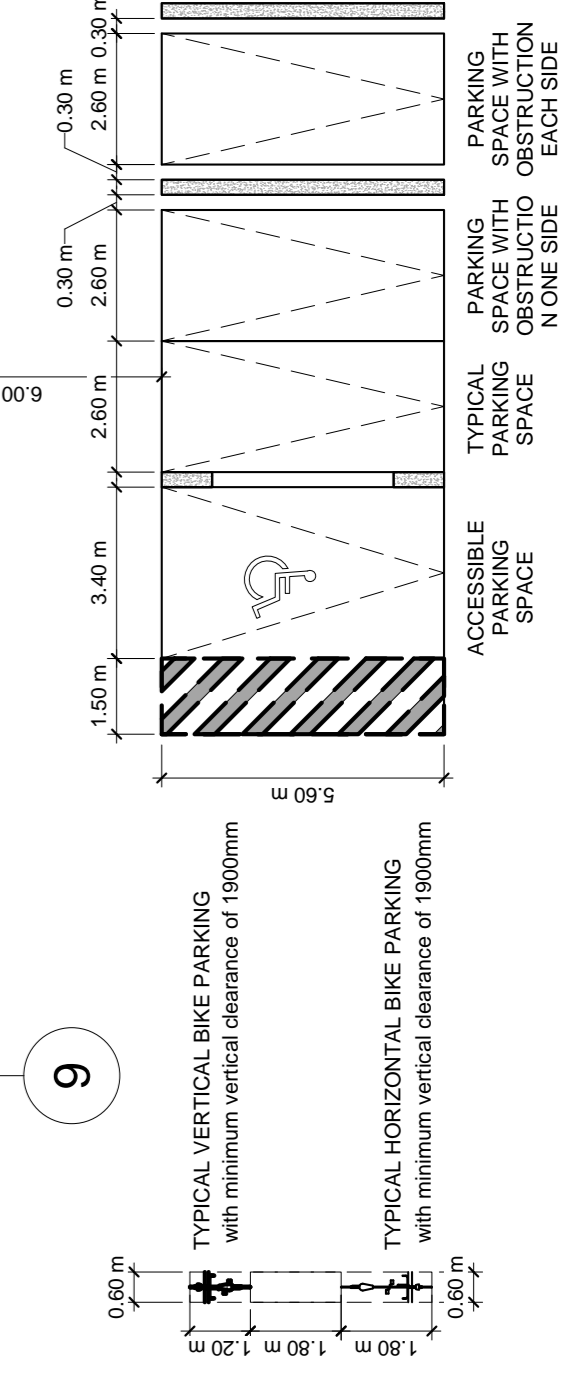 6
6.00
0.30 m
0.30 m
2.60 m
2.60 m
2.60 m
0.30 m
3.40 m
1.50 m
5.60 m
ACCESSIBLE
PARKING
SPACE
TYPICAL
PARKING
SPACE
PARKING
SPACE WITH
OBSTRUCTIO
N ONE SIDE
PARKING
SPACE WITH
OBSTRUCTION
EACH SIDE
TYPICAL VERTICAL BIKE PARKING
with minimum vertical clearance of 1900mm
TYPICAL HORIZONTAL BIKE PARKING
with minimum vertical clearance of 1900mm
0.60 m
1.20 m
1.80 m
1.80 m
0.60 m